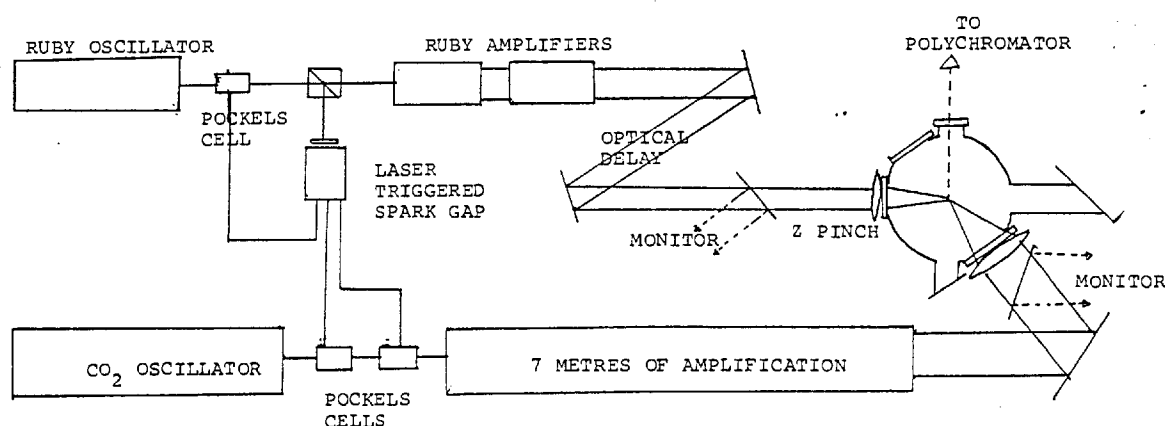 TO
POLYCHROMATOR
RUBY OSCILLATOR
RUBY AMPLIFIERS
POCKELS
CELL
OPTICAL
DELAY
LASER
TRIGGERED
SPARK GAP
MONITOR
Z PINCH
MONITOR
CO2 OSCILLATOR
7 METRES OF AMPLIFICATION
POCKELS
CELLS